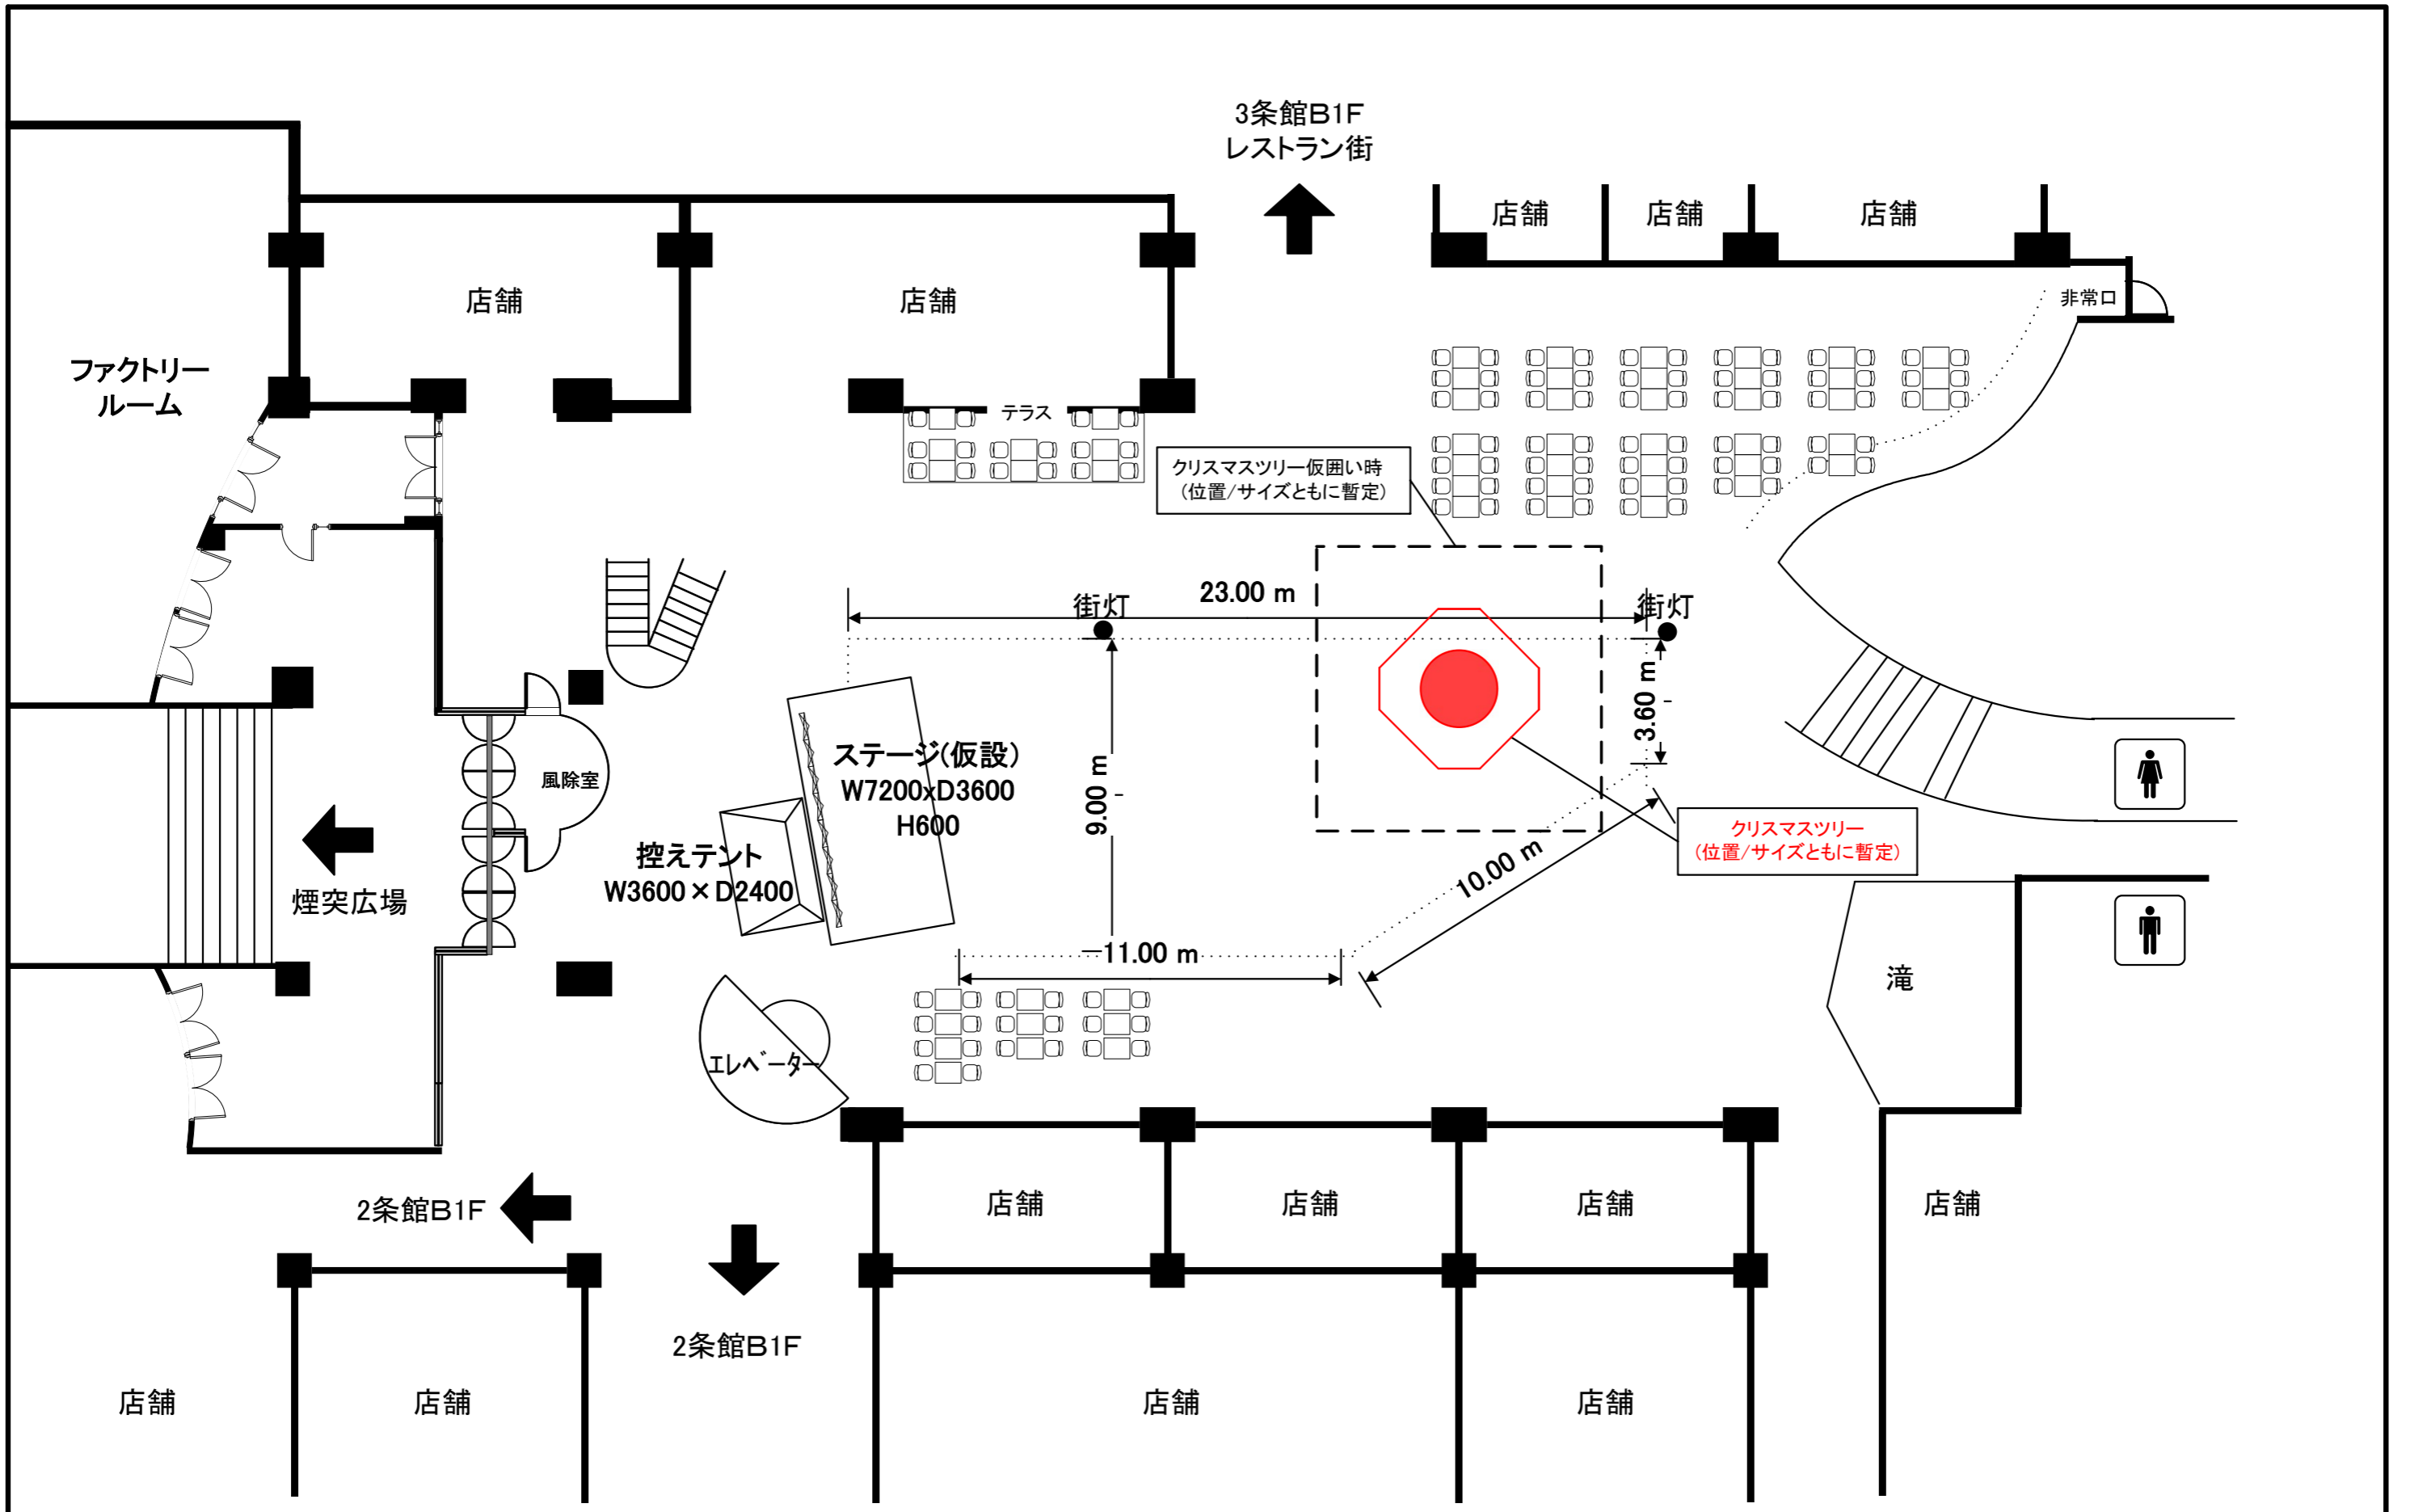 3条館B1F
レストラン街
店舗
店舗
店舗
店舗
店舗
非常口
ファクトリー
ルーム
テラス
クリスマスツリー仮囲い時
(位置/サイズともに暫定)
街灯
23.00 m
街灯
3.60 m
9.00 m
ステージ(仮設)
W7200xD3600
H600
風除室
控えテント
W3600×D2400
煙突広場
クリスマスツリー
(位置/サイズともに暫定)
10.00 m
11.00 m
滝
エレベーター
2条館B1F
店舗
店舗
店舗
店舗
2条館B1F
店舗
店舗
店舗
店舗